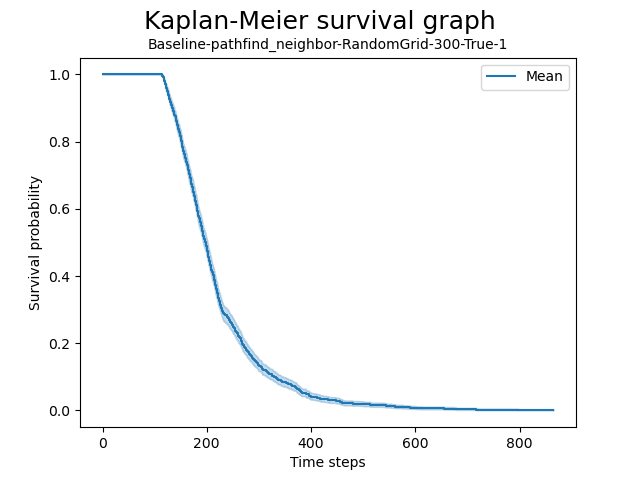 Kaplan-Meier survival graph
Baseline-pathfind_neighbor-RandomGrid-300-True-1
Mean
1.0
0.8
0.6
0.4
0.2
0.0
Survival probability
0
200
400
600
800
Time steps